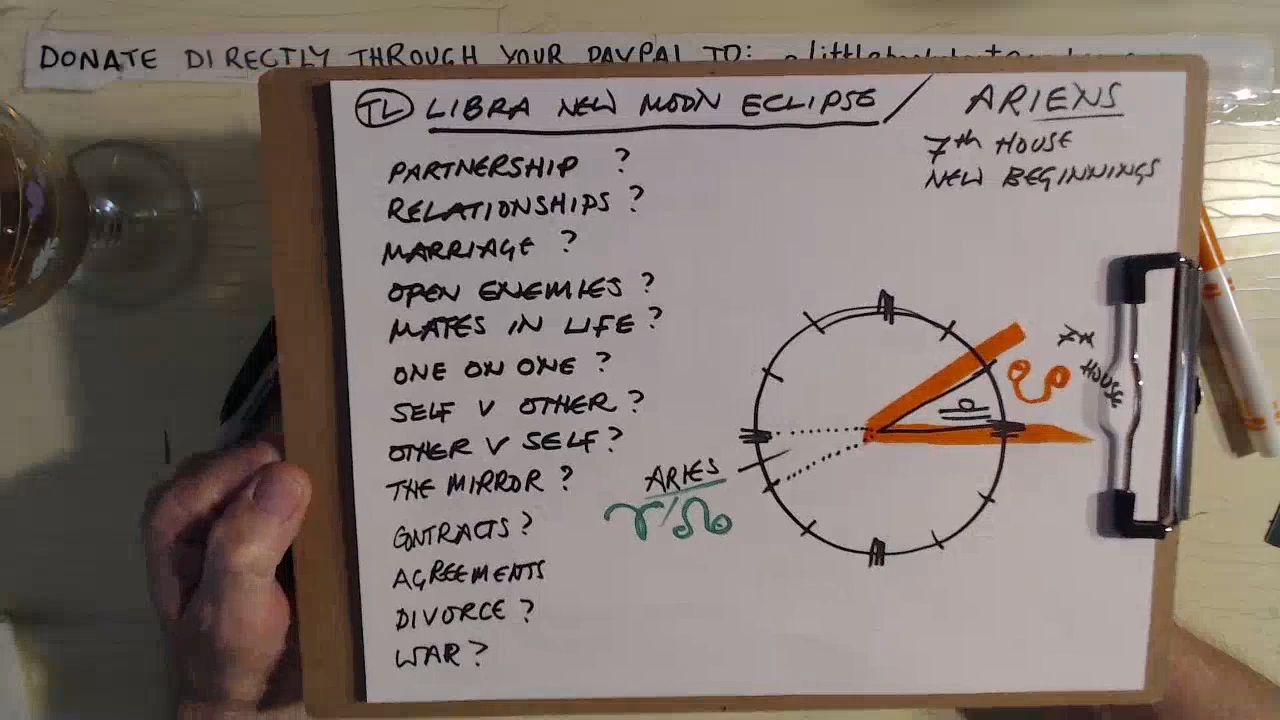 DONATE DIRECTLY THROUGH YOUR PAYPAL TO:
TL LIBRA NEW MOON ECLIPSE / ARIENS
7th HOUSE
NEW BEGINNINGS
PARTNERSHIP ?
RELATIONSHIPS ?
MARRIAGE ?
OPEN ENEMIES ?
MATES IN LIFE ?
ONE ON ONE ?
SELF V OTHER ?
OTHER V SELF ?
THE MIRROR ?
CONTRACTS ?
AGREEMENTS
DIVORCE ?
WAR ?
7th
HOUSE
♎
☋
ARIES
♈/☊